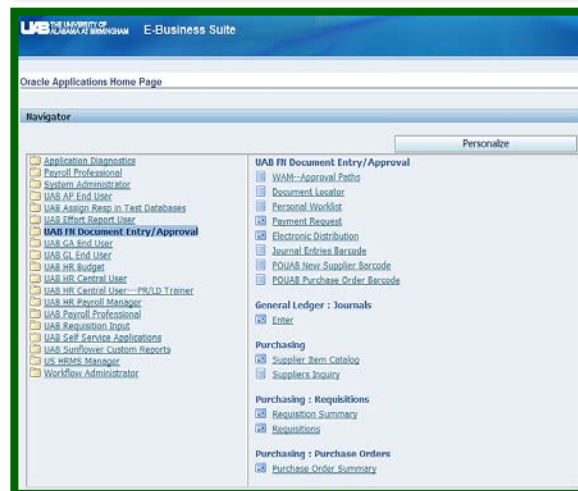 UAB THE UNIVERSITY OF
ALABAMA AT BIRMINGHAM
E-Business Suite
Oracle Applications Home Page
Navigator
Personalize
Application Diagnostics
Payroll Professional
System Administrator
UAB AP End User
UAB Assign Resp in Test Databases
UAB Effort Report User
UAB FN Document Entry/Approval
UAB GA End User
UAB GL End User
UAB HR Budget
UAB HR Central User
UAB HR Central User---PR/LD Trainer
UAB HR Payroll Manager
UAB Payroll Professional
UAB Requisition Input
UAB Self Service Applications
UAB Sunflower Custom Reports
US HRMS Manager
Workflow Administrator
UAB FN Document Entry/Approval
WAM--Approval Paths
Document Locator
Personal Worklist
Payment Request
Electronic Distribution
Journal Entries Barcode
POUAB New Supplier Barcode
POUAB Purchase Order Barcode
General Ledger : Journals
Enter
Purchasing
Supplier Item Catalog
Suppliers Inquiry
Purchasing : Requisitions
Requisition Summary
Requisitions
Purchasing : Purchase Orders
Purchase Order Summary